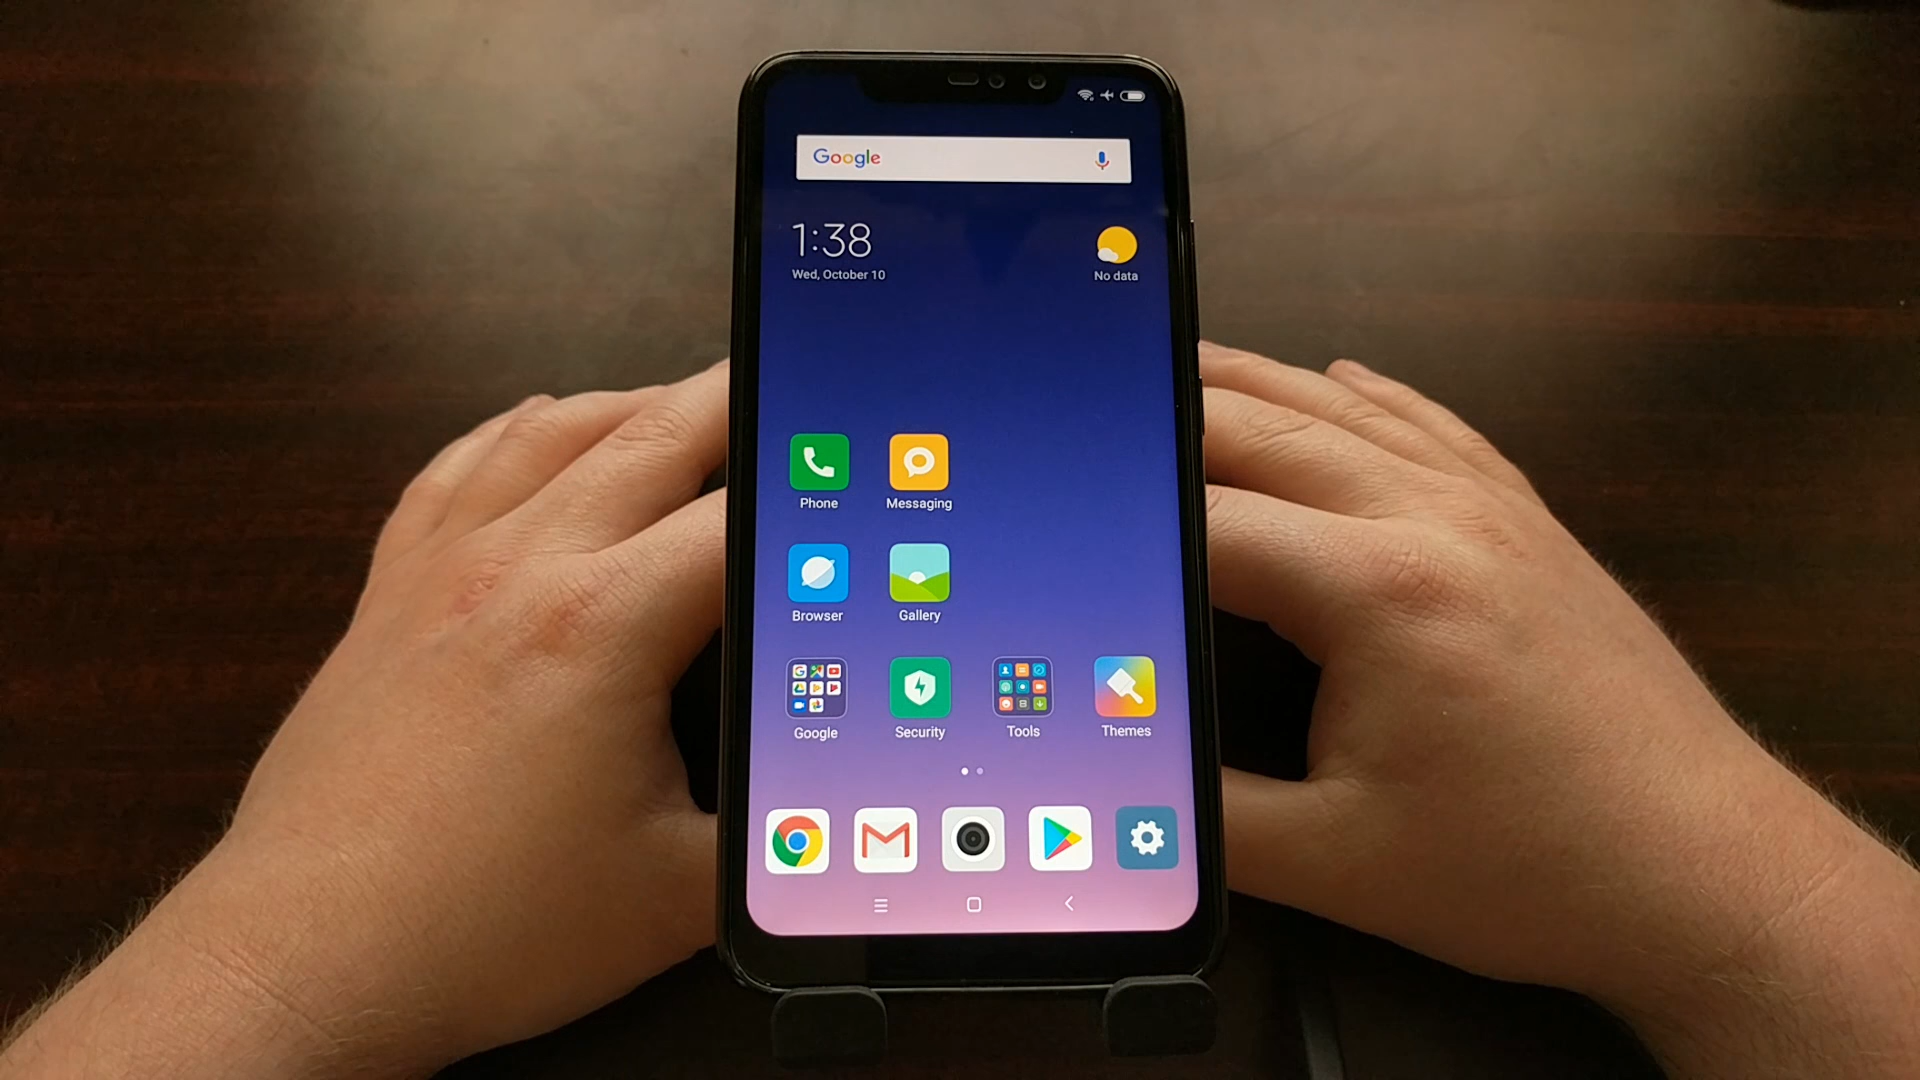 Google
1:38
Wed, October 10
No data
Phone
Messaging
Browser
Gallery
Google
Security
Tools
Themes